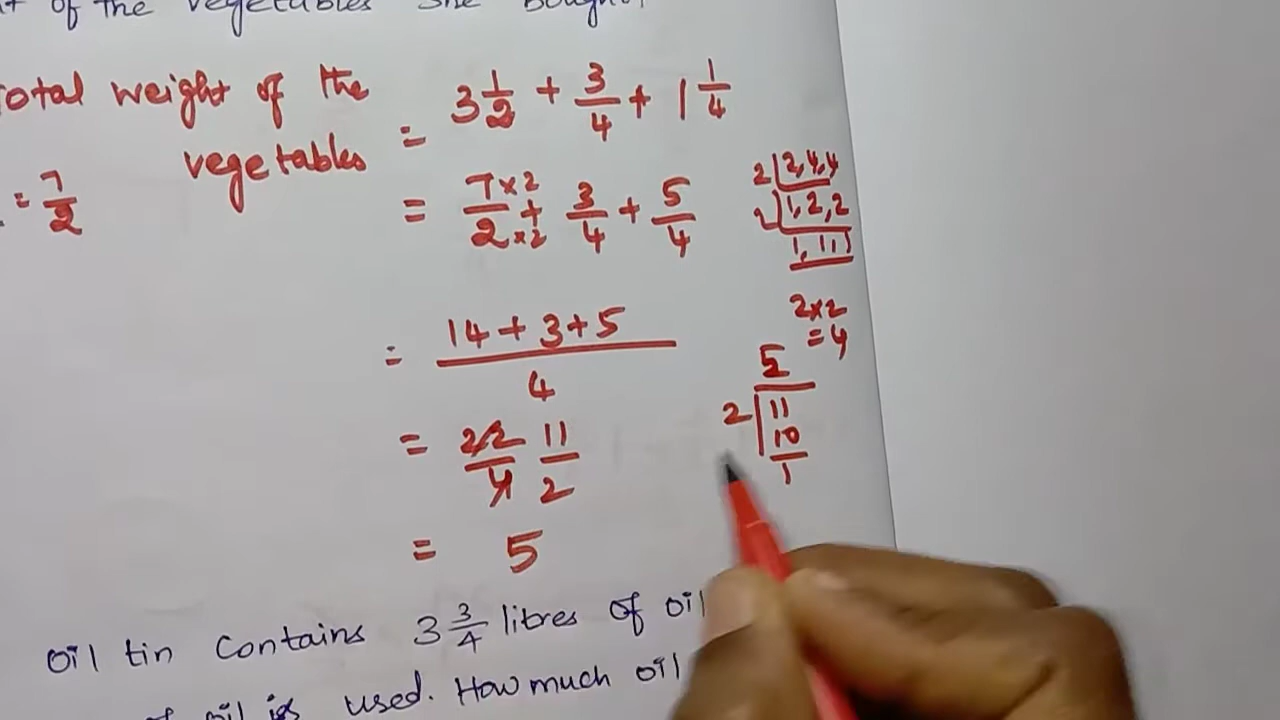 of the vegetables she bought
total weight of the vegetables = 3 1/2 + 3/4 + 1 1/4
= 7/2
= 7×2/2×2 + 3/4 + 5/4
2 | 2, 4, 4
2 | 1, 2, 2
1, 1 1
2×2
= 4
= 14 + 3 + 5 / 4
= 22/4 11/2
5
2 | 11
10
1
= 5
Oil tin contains 3 3/4 litres of oil
of oil is used. How much oil